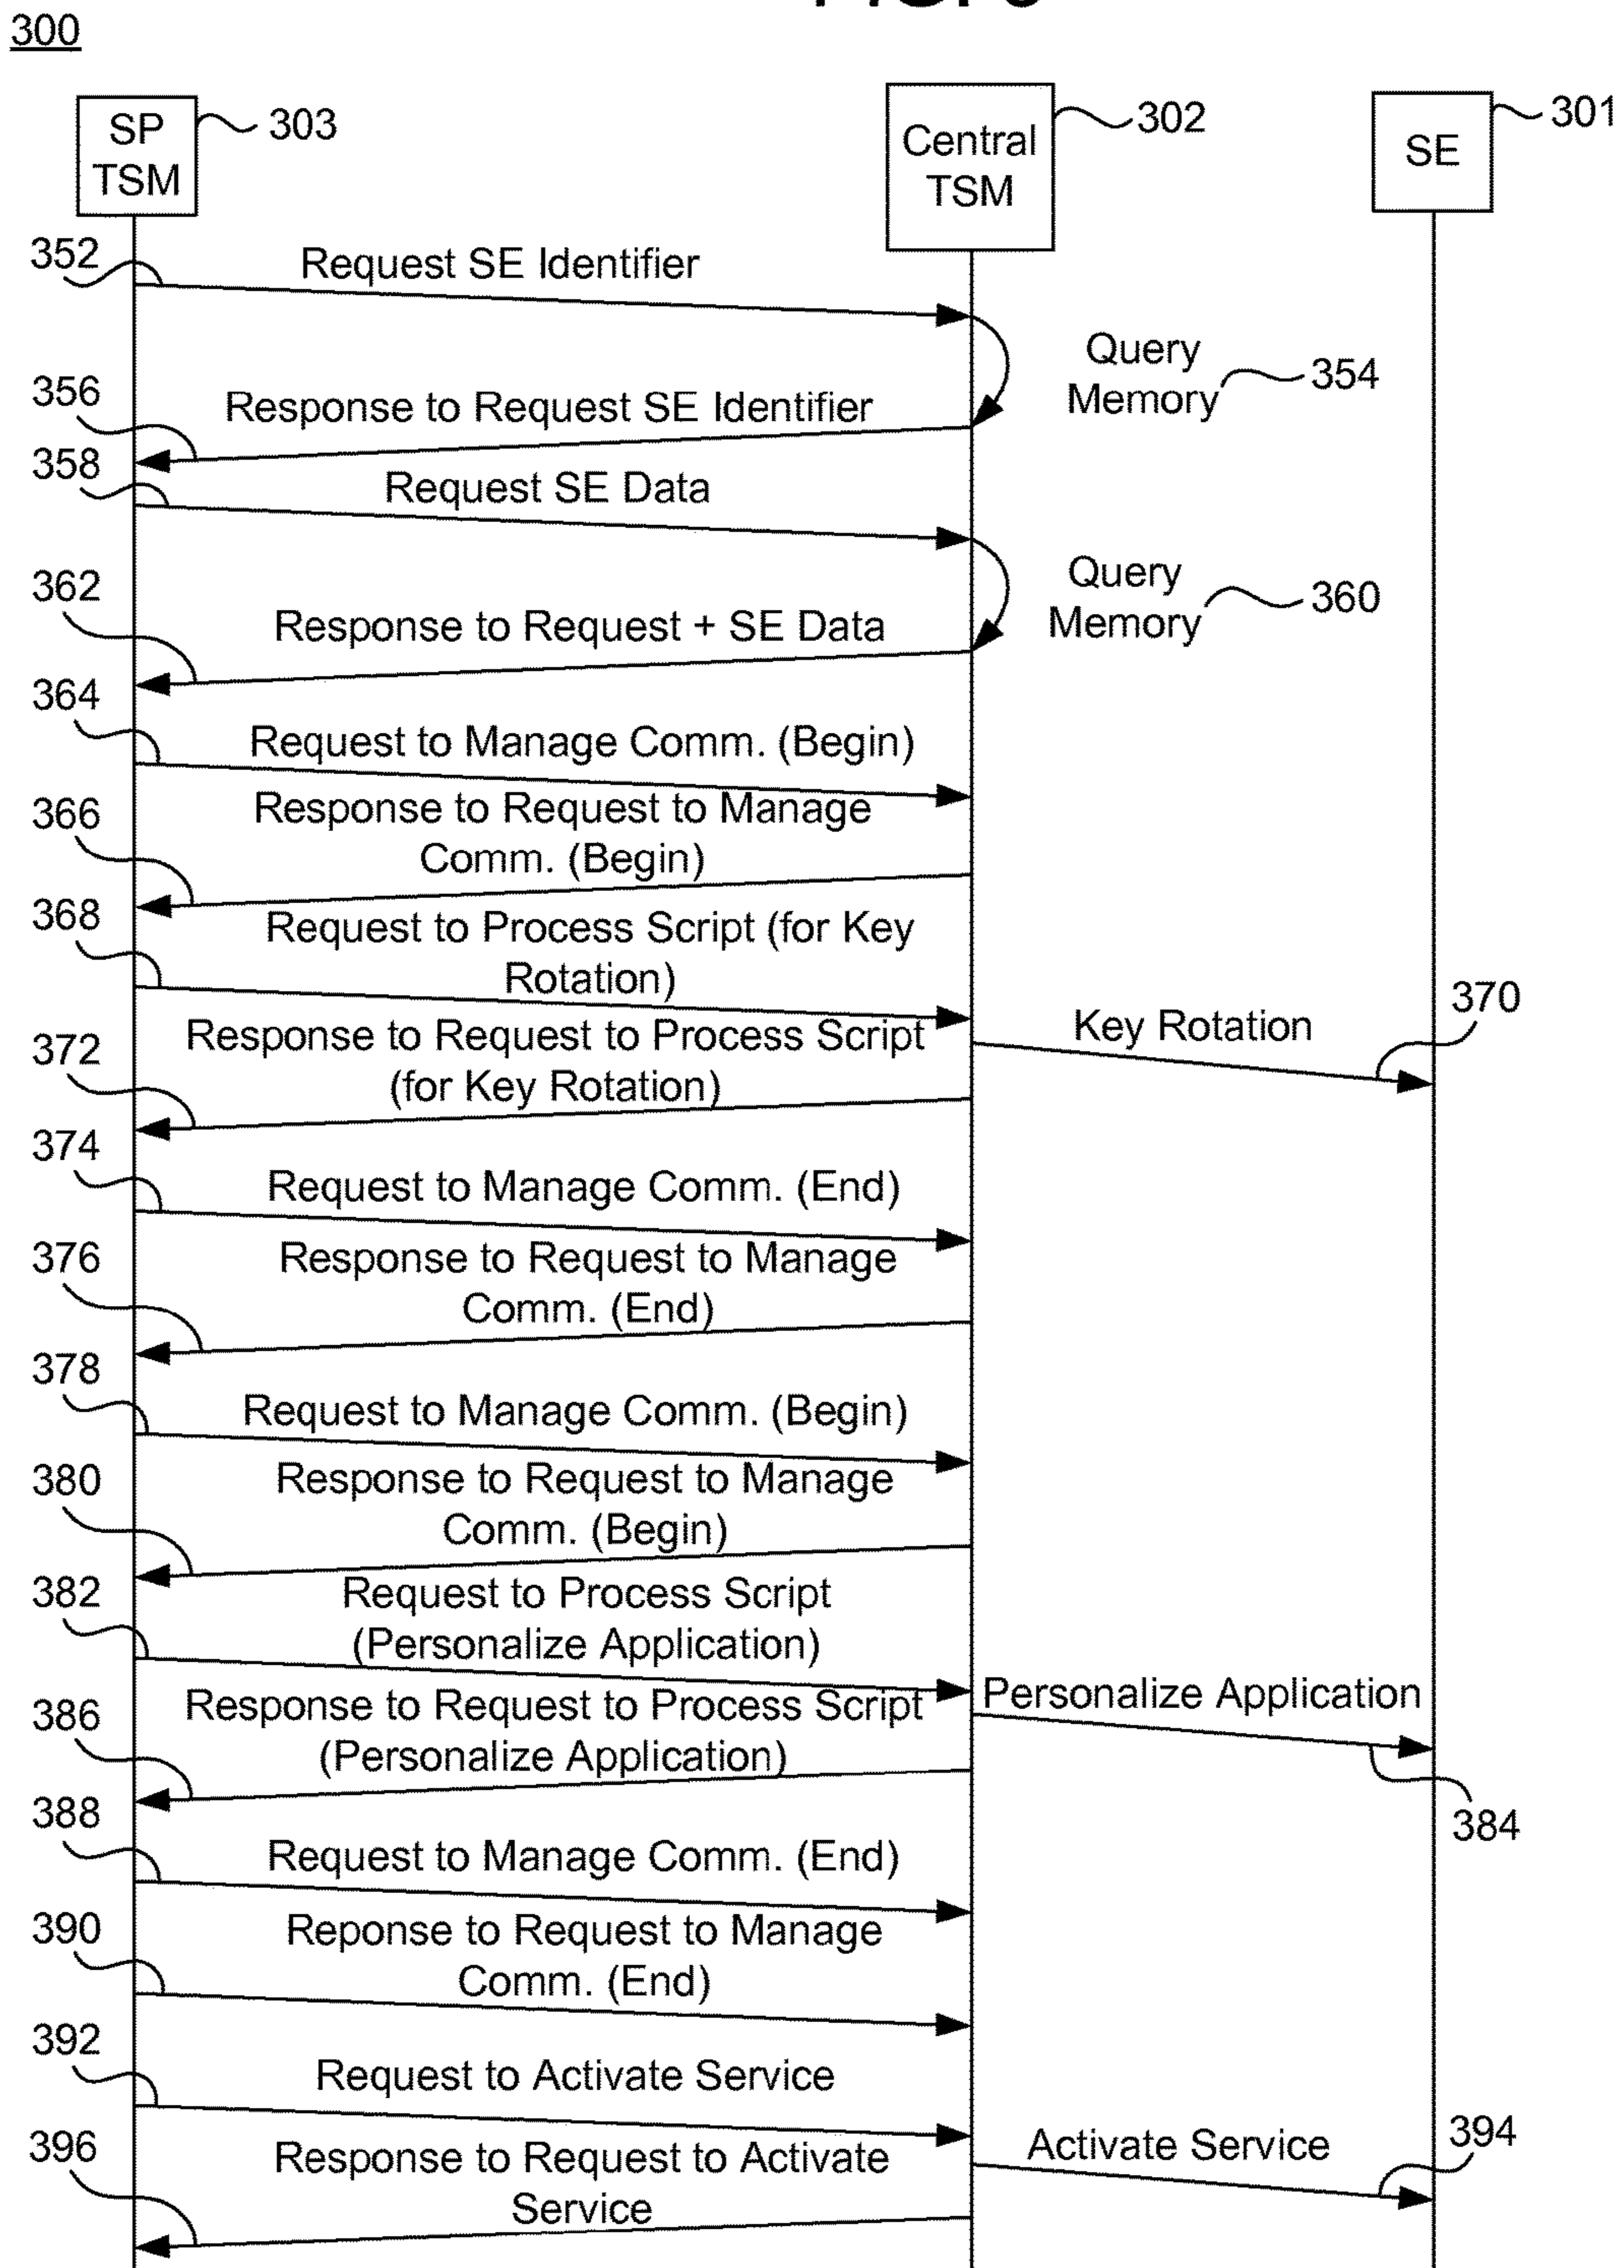 300
SP
TSM
303
Central
TSM
302
SE
301
352
Request SE Identifier
Query
Memory
354
356
Response to Request SE Identifier
358
Request SE Data
Query
Memory
360
362
Response to Request + SE Data
364
Request to Manage Comm. (Begin)
366
Response to Request to Manage
Comm. (Begin)
368
Request to Process Script (for Key
Rotation)
Key Rotation
370
372
Response to Request to Process Script
(for Key Rotation)
374
Request to Manage Comm. (End)
376
Response to Request to Manage
Comm. (End)
378
Request to Manage Comm. (Begin)
380
Response to Request to Manage
Comm. (Begin)
382
Request to Process Script
(Personalize Application)
Personalize Application
384
386
Response to Request to Process Script
(Personalize Application)
388
Request to Manage Comm. (End)
390
Reponse to Request to Manage
Comm. (End)
392
Request to Activate Service
Activate Service
394
396
Response to Request to Activate
Service